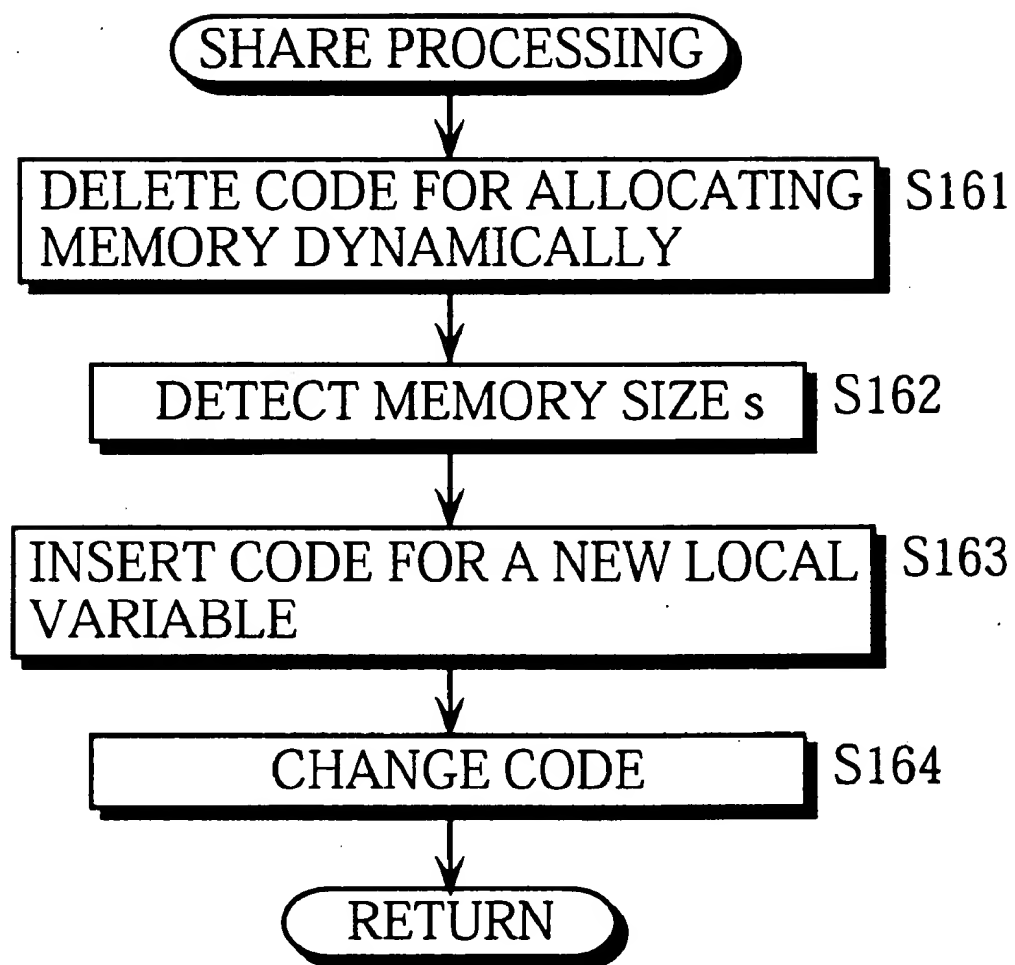 SHARE PROCESSING
DELETE CODE FOR ALLOCATING
MEMORY DYNAMICALLY
S161
DETECT MEMORY SIZE s
S162
INSERT CODE FOR A NEW LOCAL
VARIABLE
S163
CHANGE CODE
S164
RETURN